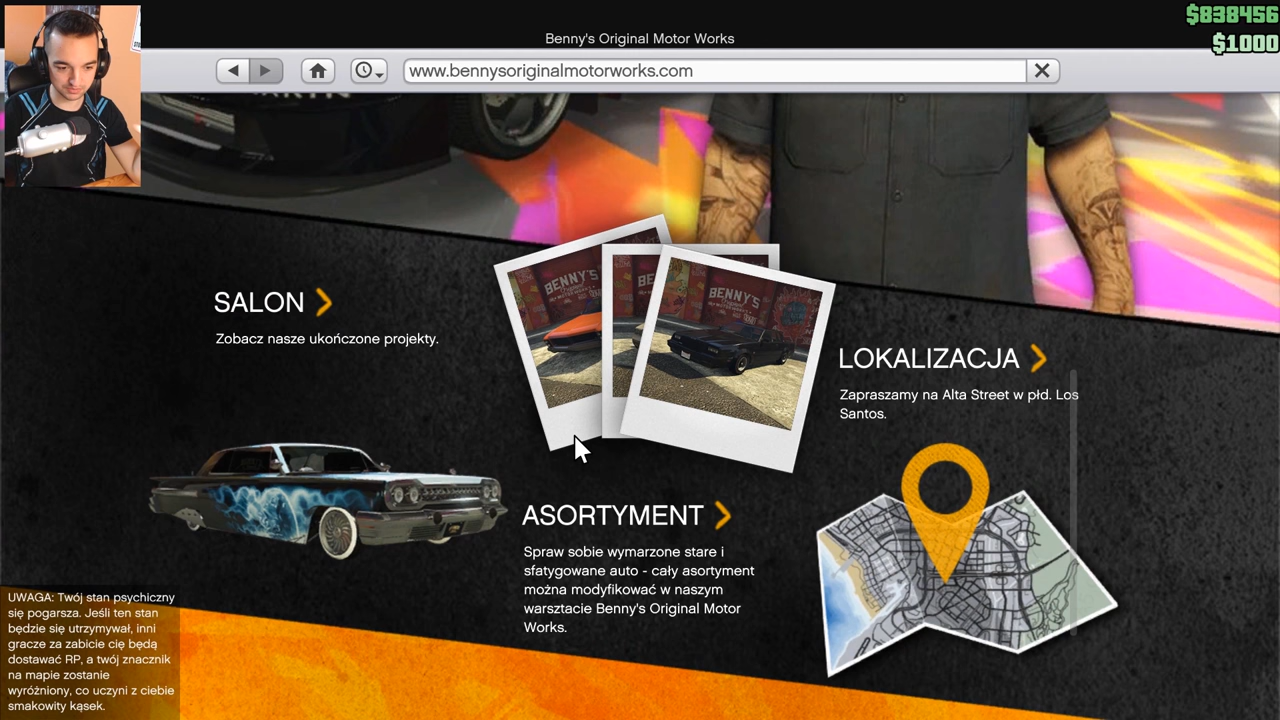 $838456
$1000
Benny's Original Motor Works
www.bennysoriginalmotorworks.com
SALON
Zobacz nasze ukończone projekty.
BENNY'S
BENNY'S
LOKALIZACJA
Zapraszamy na Alta Street w płd. Los
Santos.
ASORTYMENT
Spraw sobie wymarzone stare i
sfatygowane auto - cały asortyment
można modyfikować w naszym
warsztacie Benny's Original Motor
Works.
UWAGA: Twój stan psychiczny
się pogarsza. Jeśli ten stan
będzie się utrzymywał, inni
gracze za zabicie cię będą
dostawać RP, a twój znacznik
na mapie zostanie
wyróżniony, co uczyni z ciebie
smakowity kąsek.